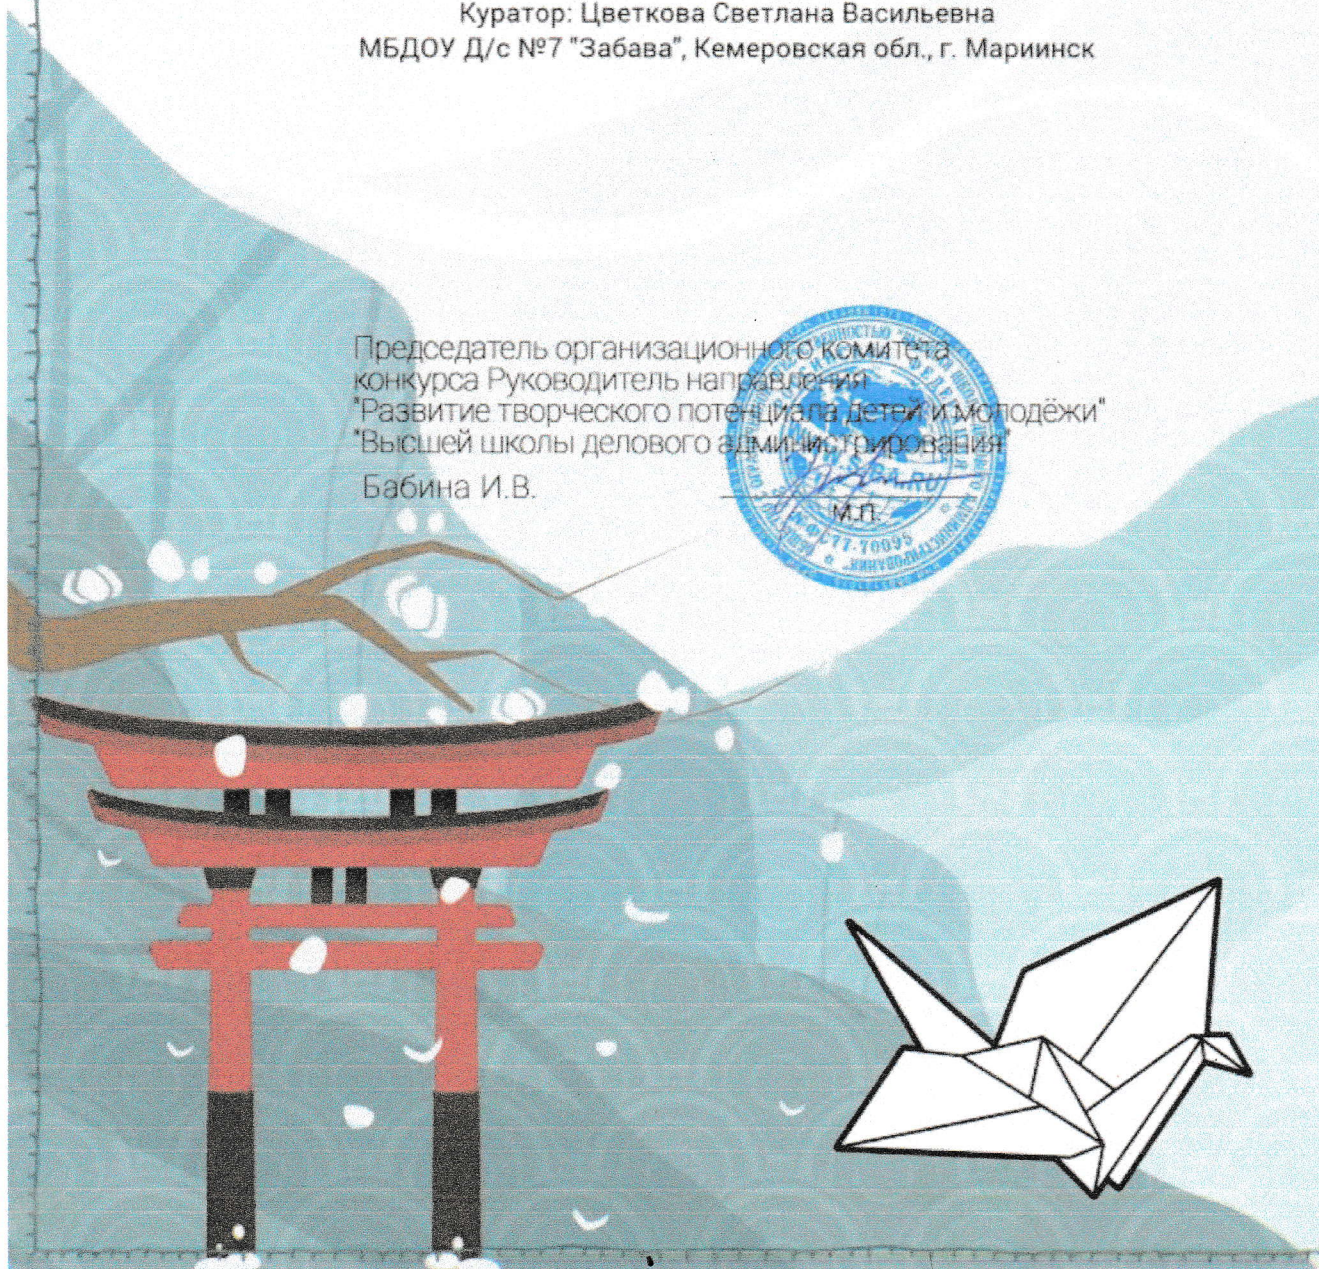 Куратор: Цветкова Светлана Васильевна
МБДОУ Д/с №7 "Забава", Кемеровская обл., г. Мариинск
Председатель организационного комитета
конкурса Руководитель направления
"Развитие творческого потенциала детей и молодёжи"
"Высшей школы делового администрирования"
Бабина И.В.
М.П.